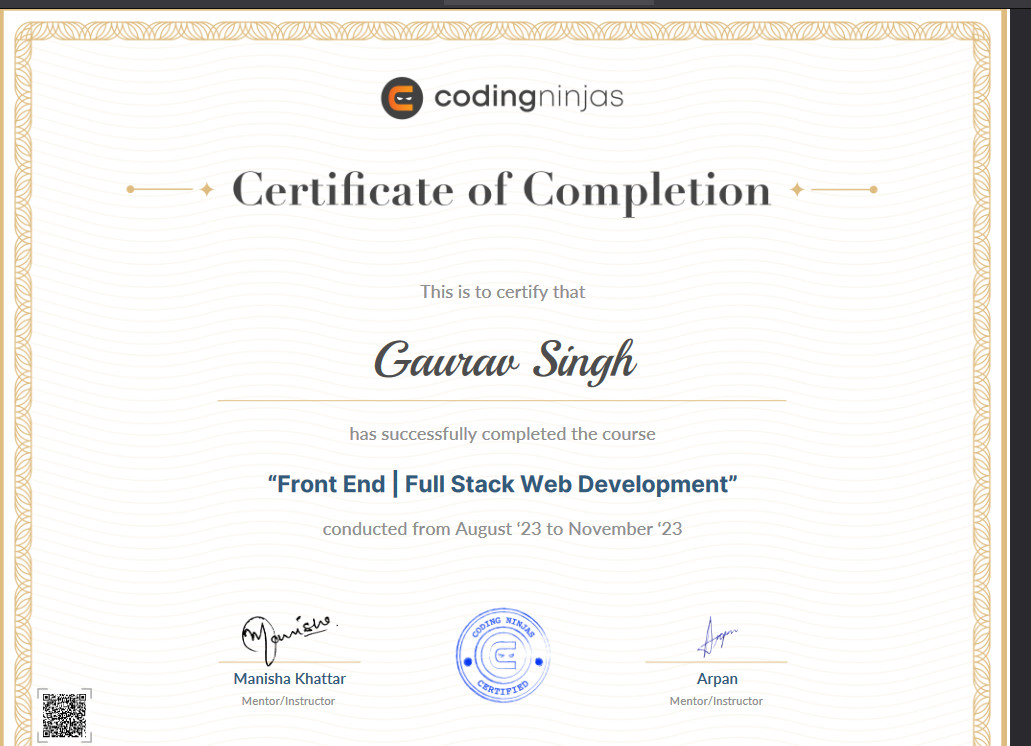 codingninjas
Certificate of Completion
This is to certify that
Gaurav Singh
has successfully completed the course
“Front End | Full Stack Web Development”
conducted from August ‘23 to November ‘23
Manisha.
CODING NINJAS
CERTIFIED
Arpan
Manisha Khattar
Arpan
Mentor/Instructor
Mentor/Instructor